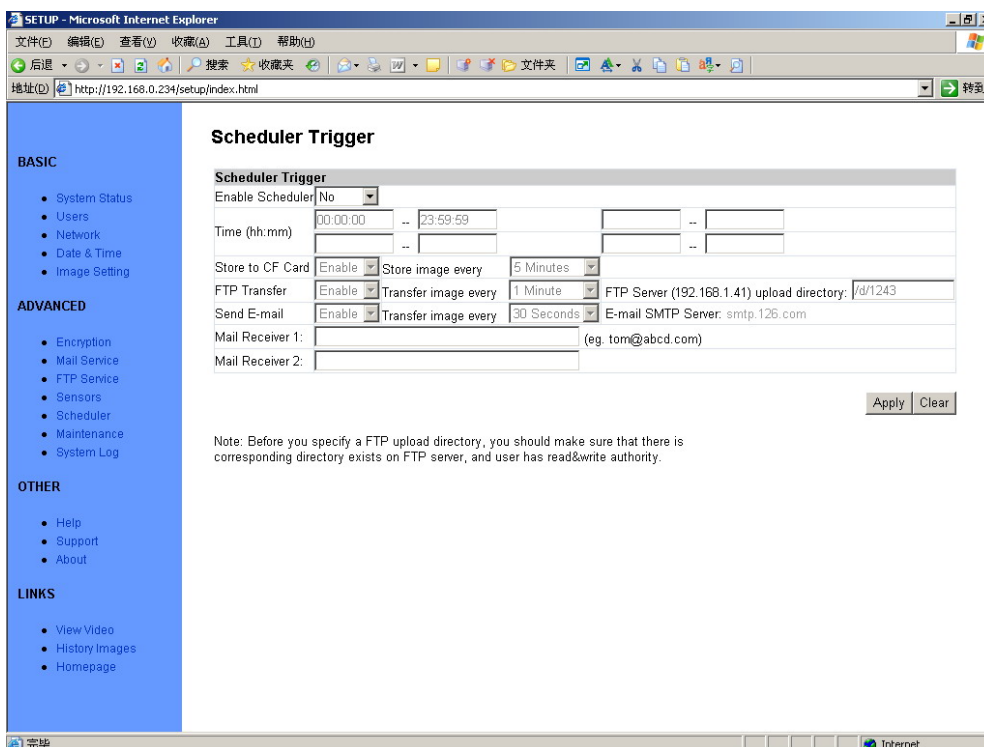 SETUP - Microsoft Internet Explorer
文件(F) 编辑(E) 查看(V) 收藏(A) 工具(T) 帮助(H)
后退 搜索 收藏夹 文件夹
地址(D) http://192.168.0.234/setup/index.html 转到
BASIC
System Status
Users
Network
Date & Time
Image Setting
ADVANCED
Encryption
Mail Service
FTP Service
Sensors
Scheduler
Maintenance
System Log
OTHER
Help
Support
About
LINKS
View Video
History Images
Homepage
Scheduler Trigger
Scheduler Trigger
Enable Scheduler No
Time (hh:mm) 00:00:00 -- 23:59:59 --
-- --
Store to CF Card Enable Store image every 5 Minutes
FTP Transfer Enable Transfer image every 1 Minute FTP Server (192.168.1.41) upload directory: /d/1243
Send E-mail Enable Transfer image every 30 Seconds E-mail SMTP Server: smtp.126.com
Mail Receiver 1: (eg. tom@abcd.com)
Mail Receiver 2:
Apply Clear
Note: Before you specify a FTP upload directory, you should make sure that there is
corresponding directory exists on FTP server, and user has read&write authority.
完毕 Internet